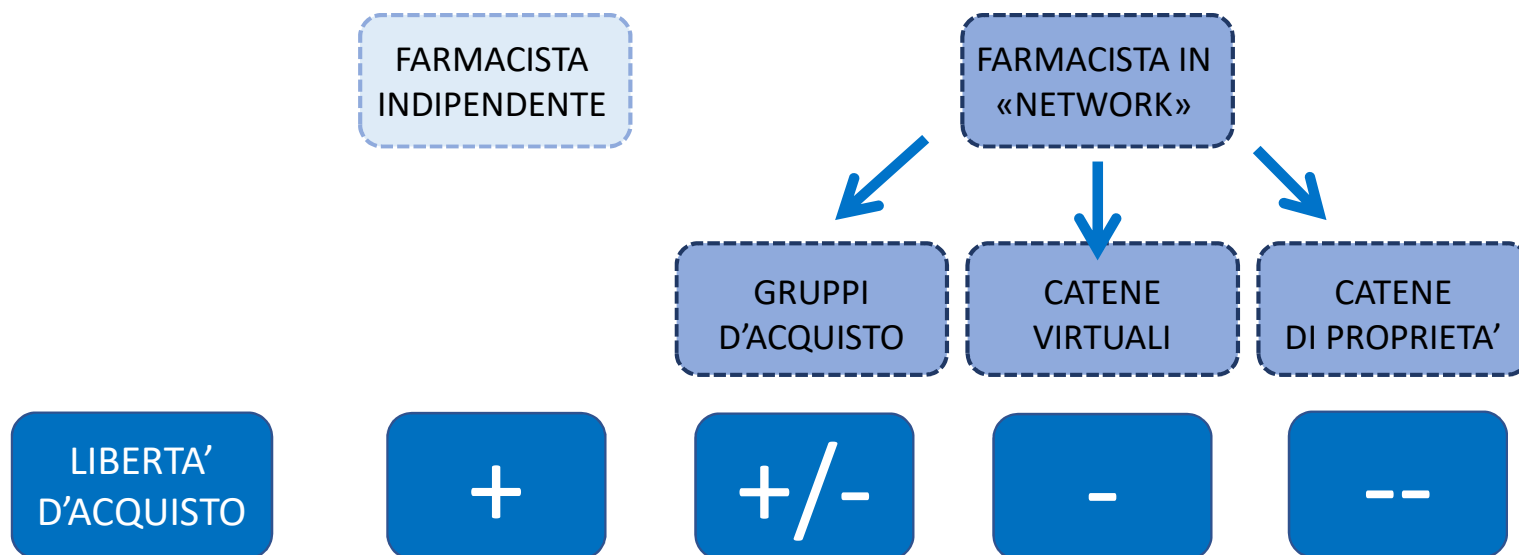 FARMACISTA
INDIPENDENTE
FARMACISTA IN
«NETWORK»
GRUPPI
D’ACQUISTO
CATENE
VIRTUALI
CATENE
DI PROPRIETA’
LIBERTA’
D’ACQUISTO
+
+/-
-
--